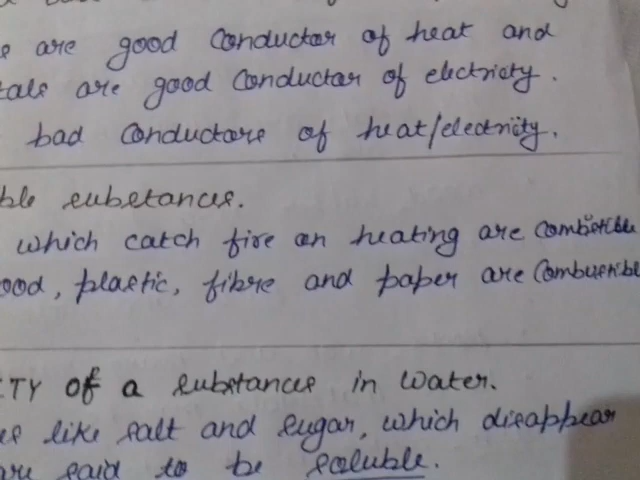 are good conductor of heat and
are good conductor of electricity.
bad conductors of heat/electricity.
substances.
which catch fire on heating are combustible
plastic, fibre and paper are combustible
of a substances in water.
like salt and sugar, which disappear
are said to be soluble.